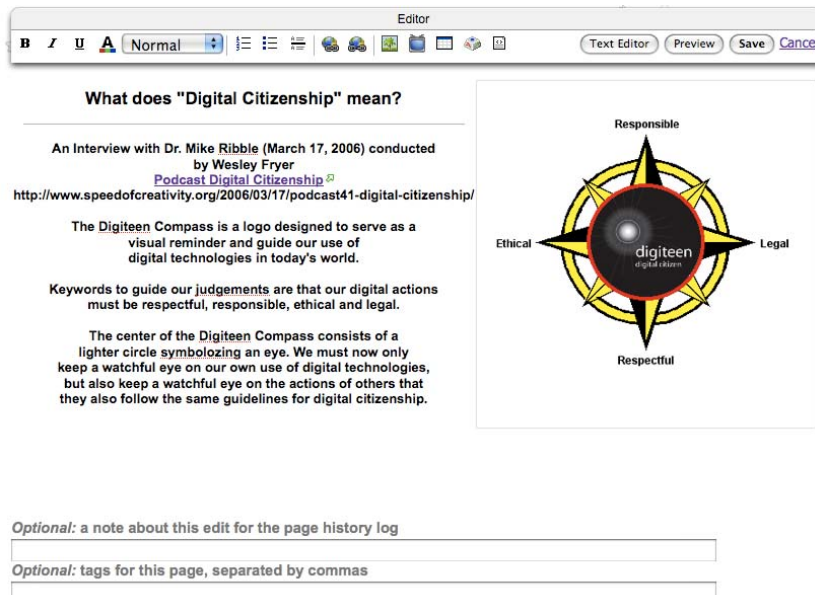 Editor
B I U A Normal Text Editor Preview Save Cance
What does "Digital Citizenship" mean?
An Interview with Dr. Mike Ribble (March 17, 2006) conducted
by Wesley Fryer
Podcast Digital Citizenship
http://www.speedofcreativity.org/2006/03/17/podcast41-digital-citizenship/
The Digiteen Compass is a logo designed to serve as a
visual reminder and guide our use of
digital technologies in today's world.
Keywords to guide our judgements are that our digital actions
must be respectful, responsible, ethical and legal.
The center of the Digiteen Compass consists of a
lighter circle symbolozing an eye. We must now only
keep a watchful eye on our own use of digital technologies,
but also keep a watchful eye on the actions of others that
they also follow the same guidelines for digital citizenship.
Responsible
Ethical
digiteen
digital citizen
Legal
Respectful
Optional: a note about this edit for the page history log
Optional: tags for this page, separated by commas